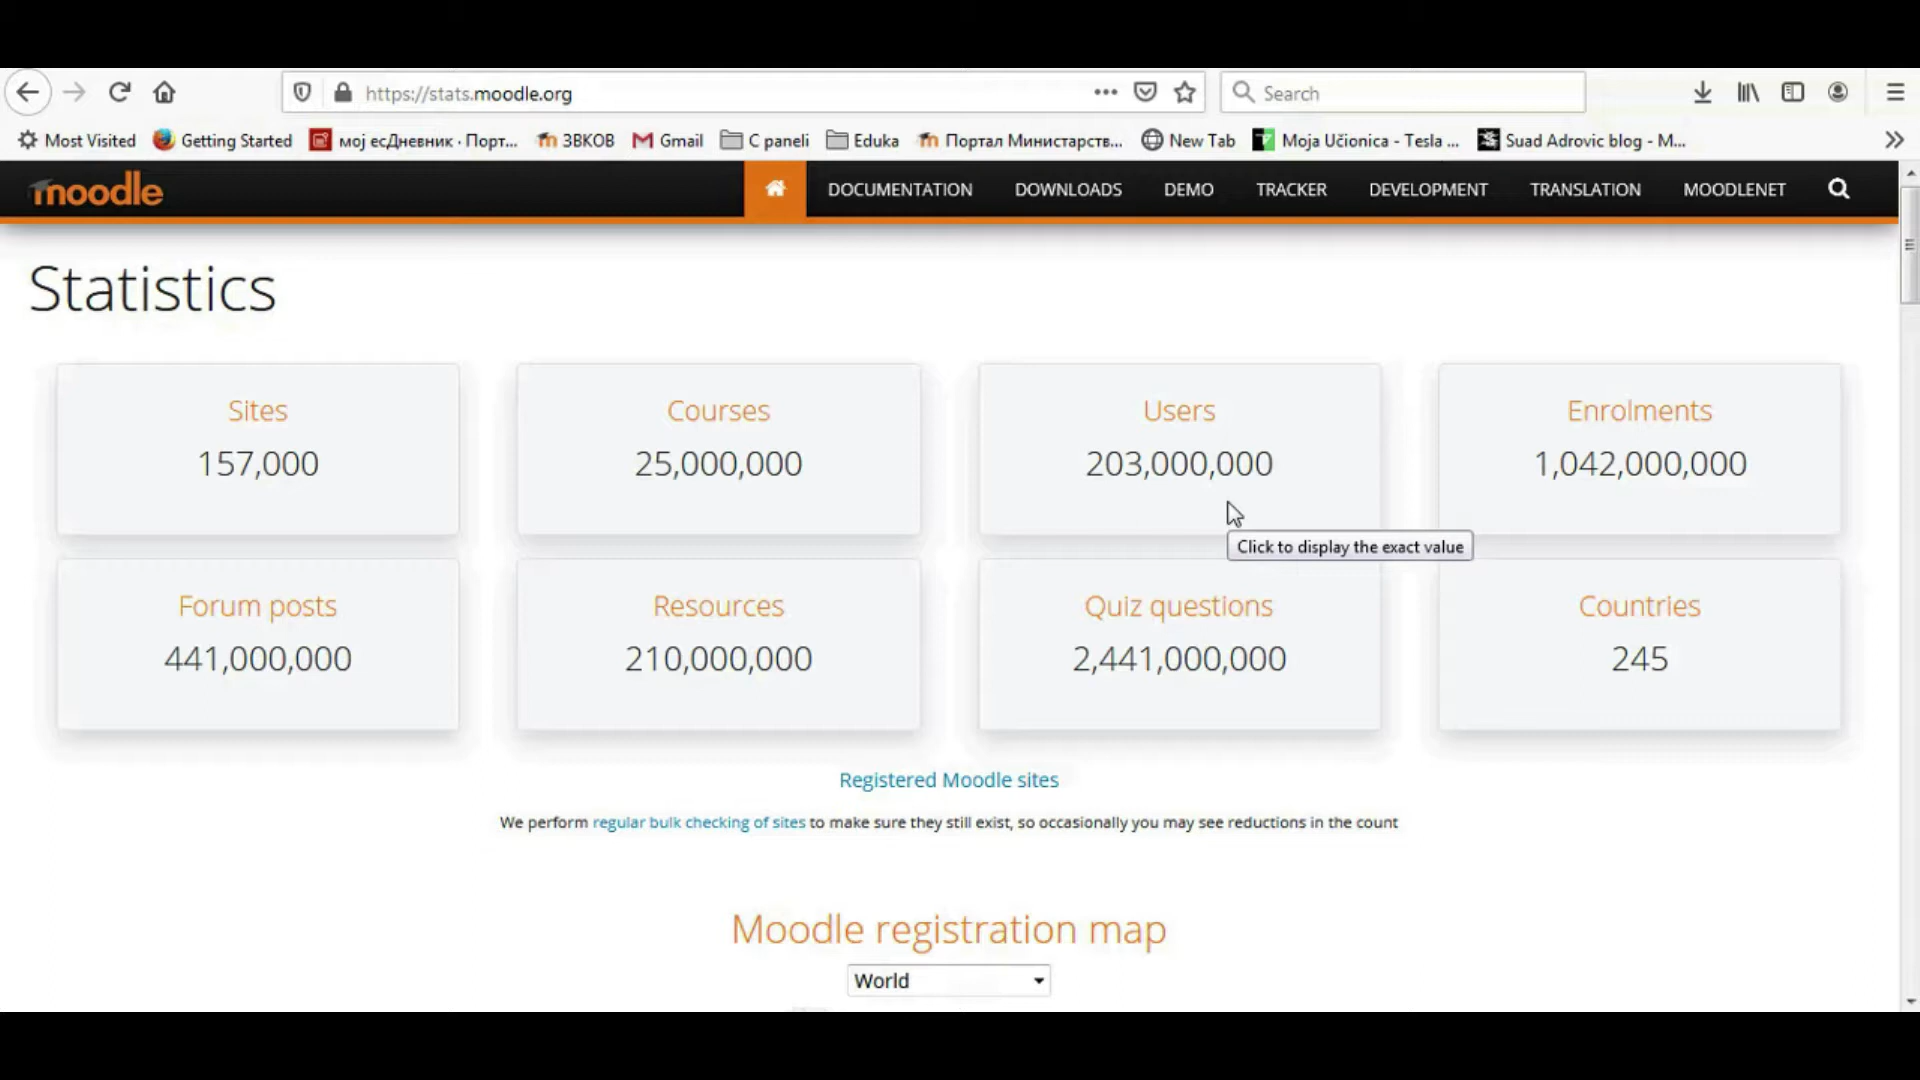 https://stats.moodle.org
Search
Most Visited
Getting Started
мој есДневник · Порт...
ЗВКОВ
Gmail
C paneli
Eduka
Портал Министарств...
New Tab
Moja Učionica - Tesla ...
Suad Adrovic blog - M...
moodle
DOCUMENTATION
DOWNLOADS
DEMO
TRACKER
DEVELOPMENT
TRANSLATION
MOODLENET
Statistics
Sites
157,000
Courses
25,000,000
Users
203,000,000
Enrolments
1,042,000,000
Click to display the exact value
Forum posts
441,000,000
Resources
210,000,000
Quiz questions
2,441,000,000
Countries
245
Registered Moodle sites
We perform regular bulk checking of sites to make sure they still exist, so occasionally you may see reductions in the count
Moodle registration map
World